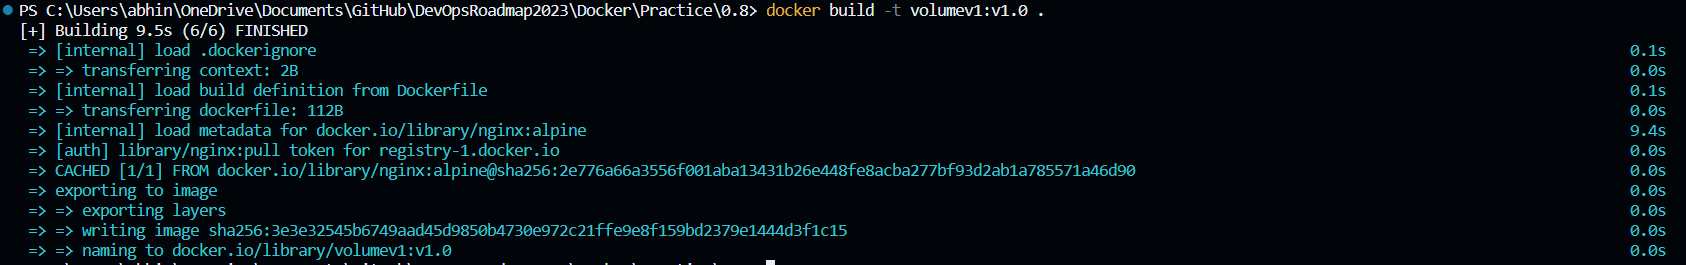 PS C:\Users\abhin\OneDrive\Documents\GitHub\DevOpsRoadmap2023\Docker\Practice\0.8> docker build -t volumev1:v1.0 .
[+] Building 9.5s (6/6) FINISHED
=> [internal] load .dockerignore 0.1s
=> => transferring context: 2B 0.0s
=> [internal] load build definition from Dockerfile 0.1s
=> => transferring dockerfile: 112B 0.0s
=> [internal] load metadata for docker.io/library/nginx:alpine 9.4s
=> [auth] library/nginx:pull token for registry-1.docker.io 0.0s
=> CACHED [1/1] FROM docker.io/library/nginx:alpine@sha256:2e776a66a3556f001aba13431b26e448fe8acba277bf93d2ab1a785571a46d90 0.0s
=> exporting to image 0.0s
=> => exporting layers 0.0s
=> => writing image sha256:3e3e32545b6749aad45d9850b4730e972c21ffe9e8f159bd2379e1444d3f1c15 0.0s
=> => naming to docker.io/library/volumev1:v1.0 0.0s